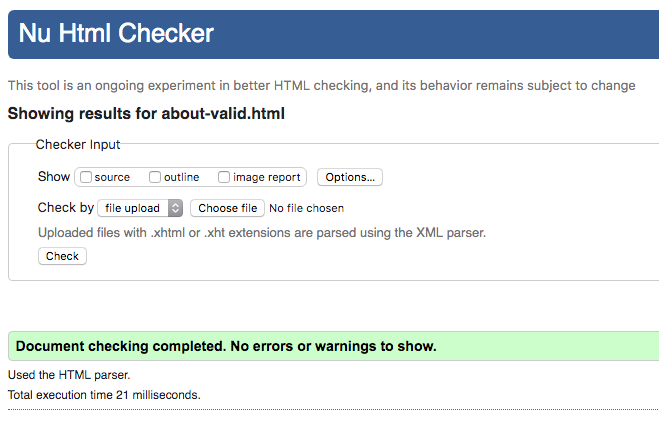 Nu Html Checker
This tool is an ongoing experiment in better HTML checking, and its behavior remains subject to change
Showing results for about-valid.html
Checker Input
Show source outline image report Options...
Check by file upload Choose file No file chosen
Uploaded files with .xhtml or .xht extensions are parsed using the XML parser.
Check
Document checking completed. No errors or warnings to show.
Used the HTML parser.
Total execution time 21 milliseconds.